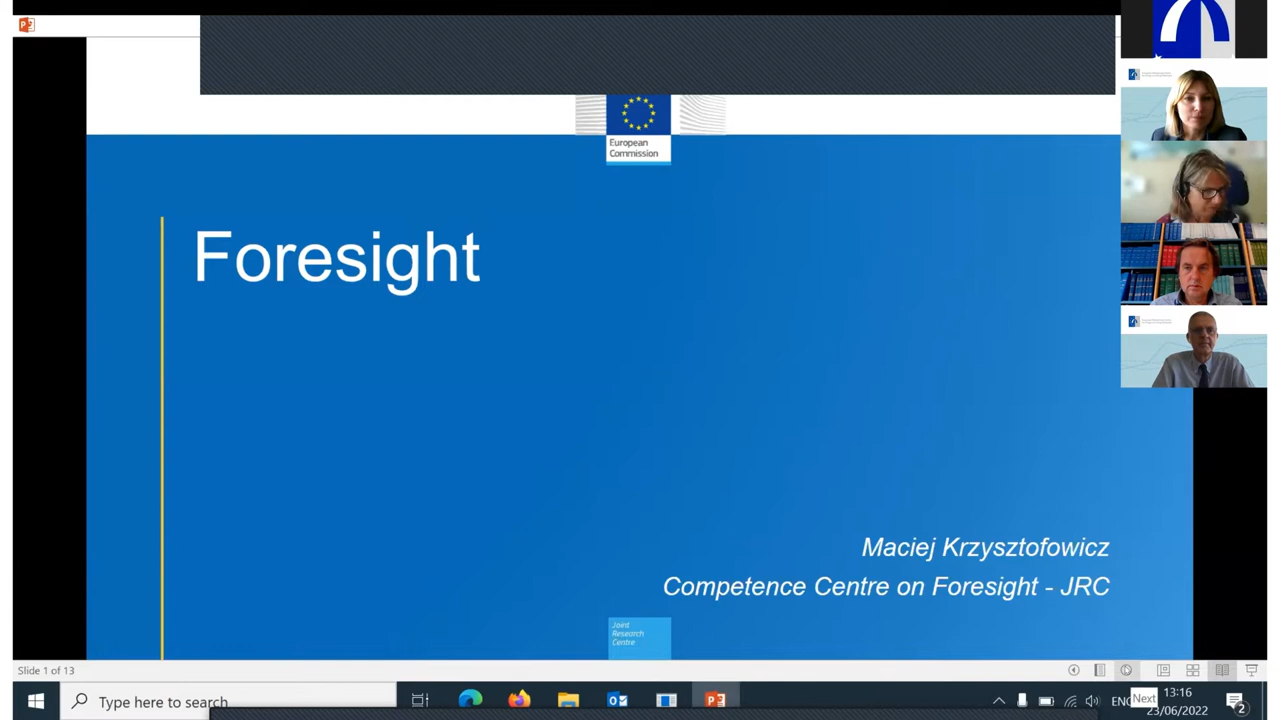 European
Commission
Foresight
Maciej Krzysztofowicz
Competence Centre on Foresight - JRC
Joint
Research
Centre
Slide 1 of 13
Type here to search
ENG
Next
13:16
23/06/2022
2